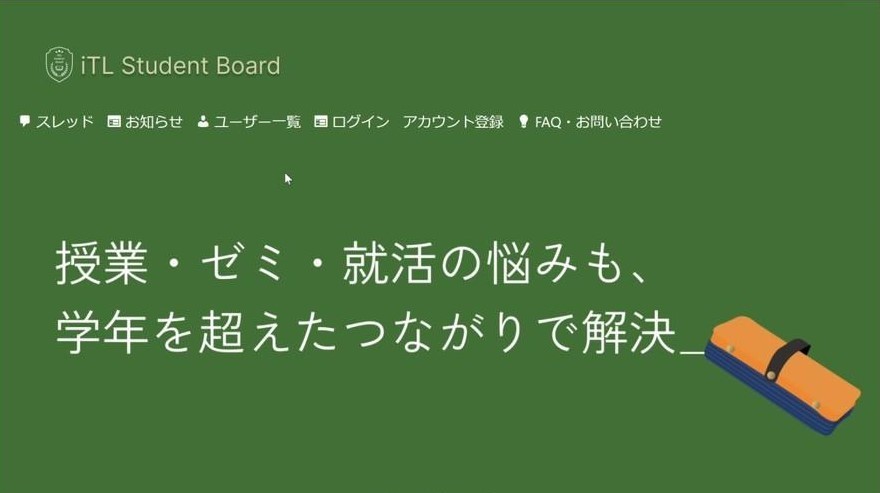 iTL Student Board
スレッド お知らせ ユーザー一覧 ログイン アカウント登録 FAQ・お問い合わせ
授業・ゼミ・就活の悩みも、
学年を超えたつながりで解決_